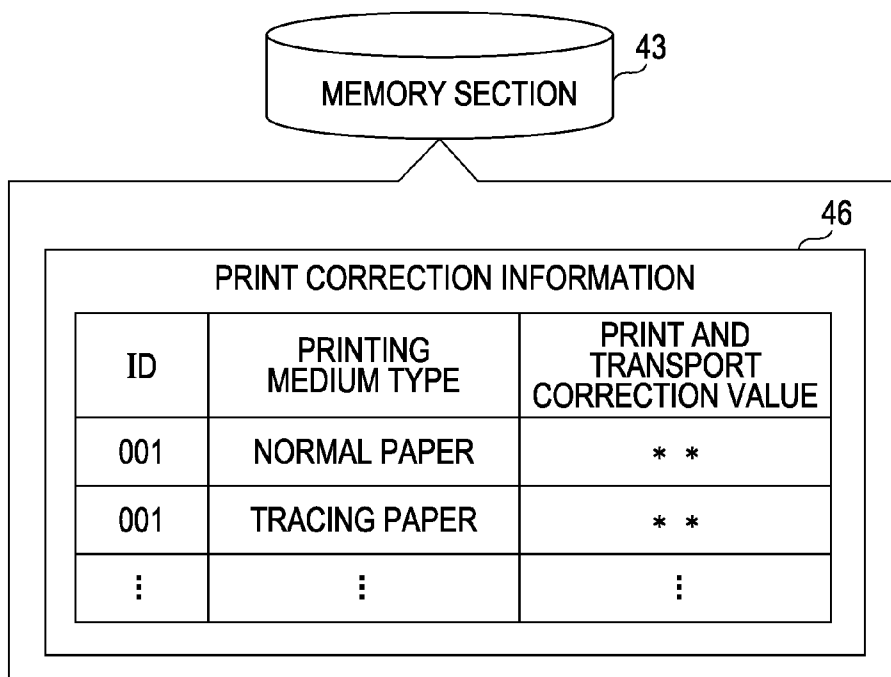 43
MEMORY SECTION
46
PRINT CORRECTION INFORMATION
ID
PRINTING
MEDIUM TYPE
PRINT AND
TRANSPORT
CORRECTION VALUE
001
NORMAL PAPER
* *
001
TRACING PAPER
* *
⋮
⋮
⋮